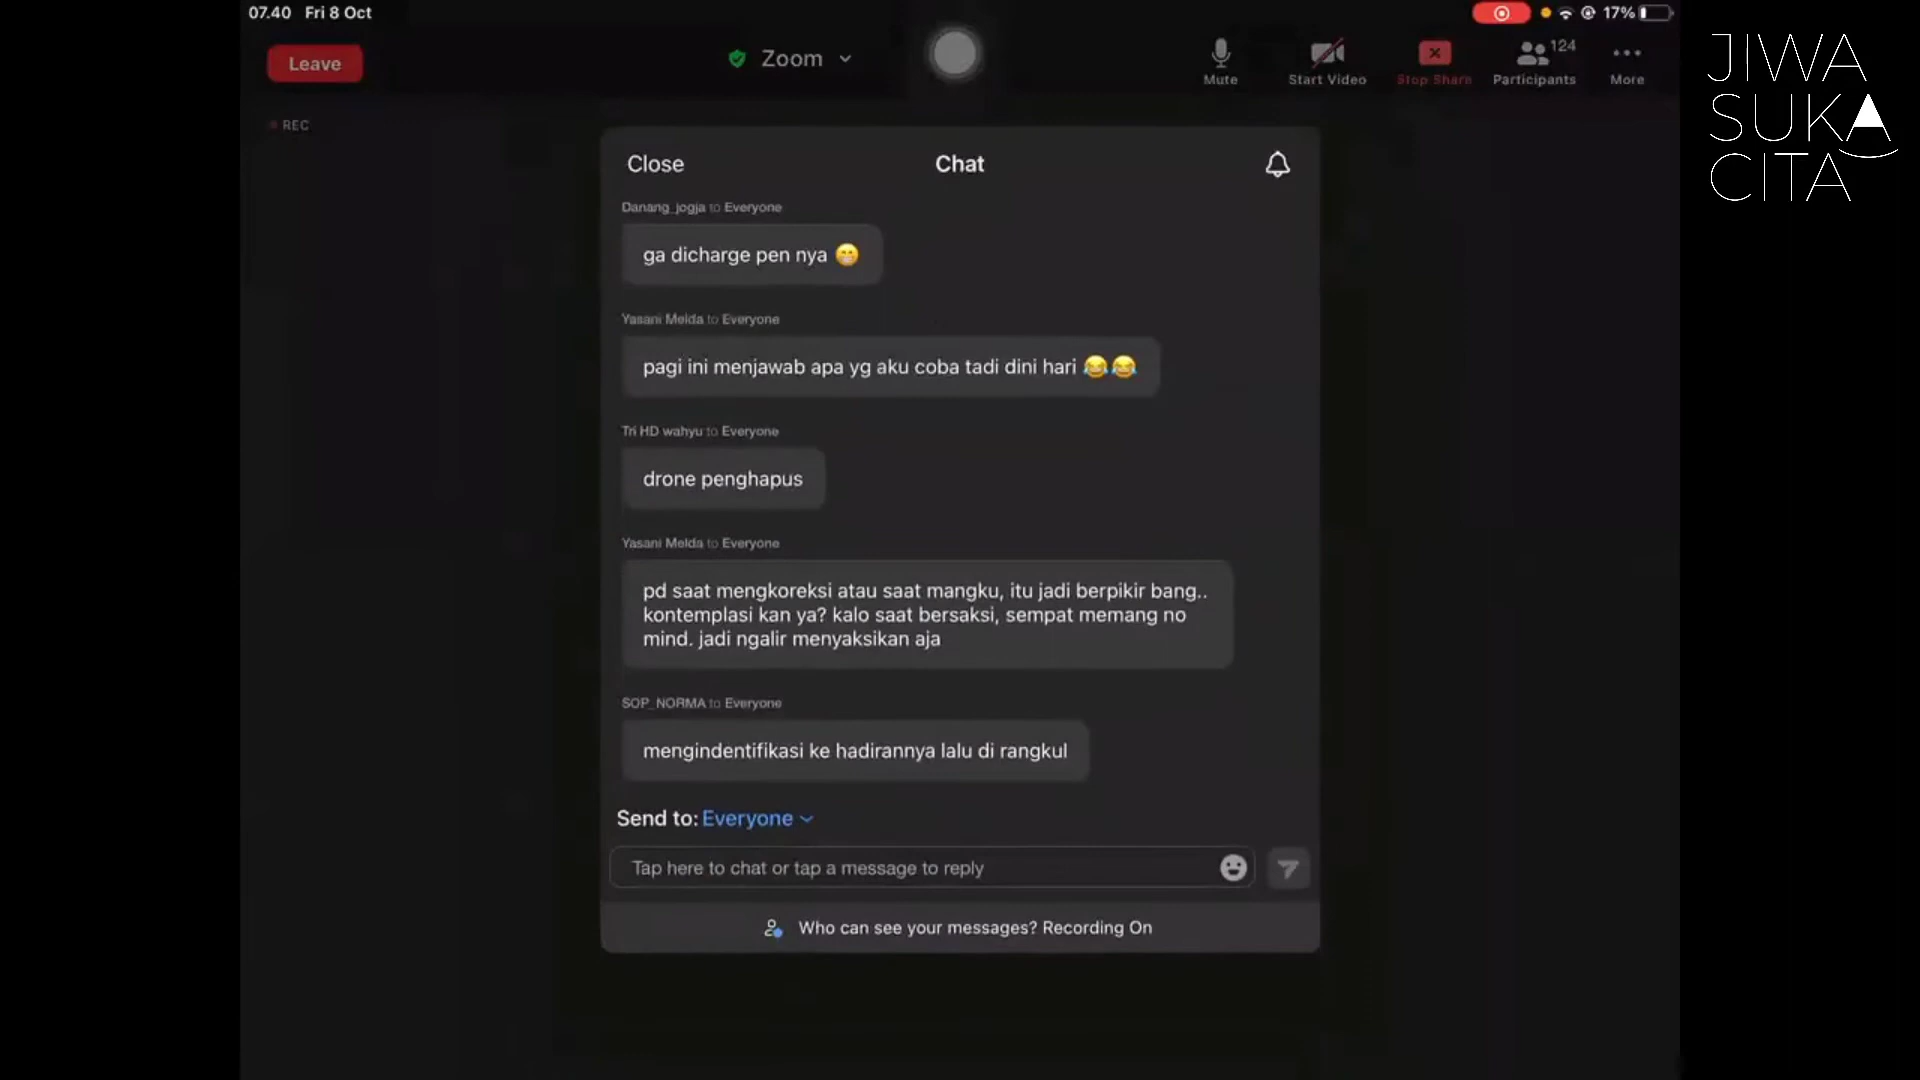 07.40 Fri 8 Oct
17%
Leave
Zoom
Mute
Start Video
Stop Share
124
Participants
More
JIWA
SUKA
CITA
REC
Close
Chat
Danang_jogja to Everyone
ga dicharge pen nya 😁
Yasani Melda to Everyone
pagi ini menjawab apa yg aku coba tadi dini hari 😂😂
Tri HD wahyu to Everyone
drone penghapus
Yasani Melda to Everyone
pd saat mengkoreksi atau saat mangku, itu jadi berpikir bang..
kontemplasi kan ya? kalo saat bersaksi, sempat memang no
mind. jadi ngalir menyaksikan aja
SOP_NORMA to Everyone
mengindentifikasi ke hadirannya lalu di rangkul
Send to: Everyone
Tap here to chat or tap a message to reply
Who can see your messages? Recording On